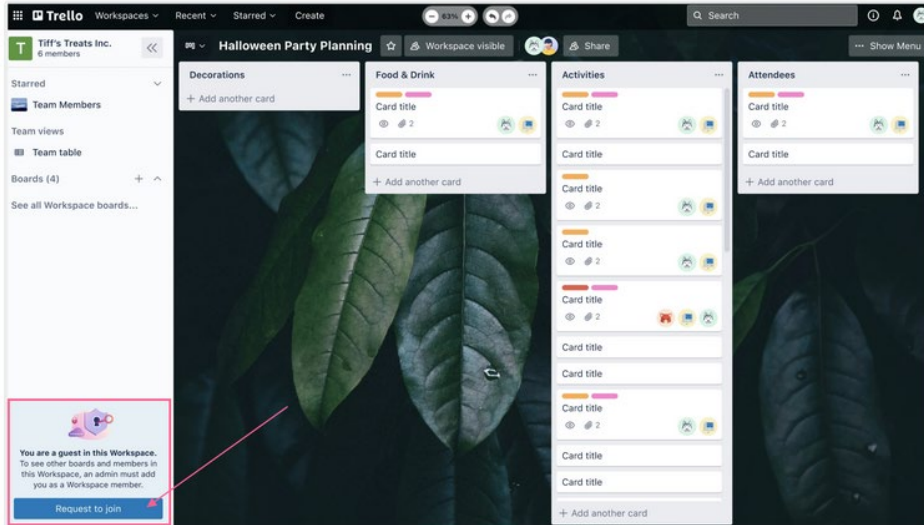 Trello Workspaces Recent Starred Create 63% Search
T Tiff's Treats Inc.
6 members
Starred
Team Members
Team views
Team table
Boards (4)
See all Workspace boards...
You are a guest in this Workspace.
To see other boards and members in
this Workspace, an admin must add
you as a Workspace member.
Request to join
Halloween Party Planning Workspace visible Share ... Show Menu
Decorations ...
+ Add another card
Food & Drink ...
Card title
2
Card title
+ Add another card
Activities ...
Card title
2
Card title
Card title
2
Card title
2
Card title
2
Card title
Card title
Card title
2
Card title
Card title
+ Add another card
Attendees ...
Card title
2
Card title
+ Add another card